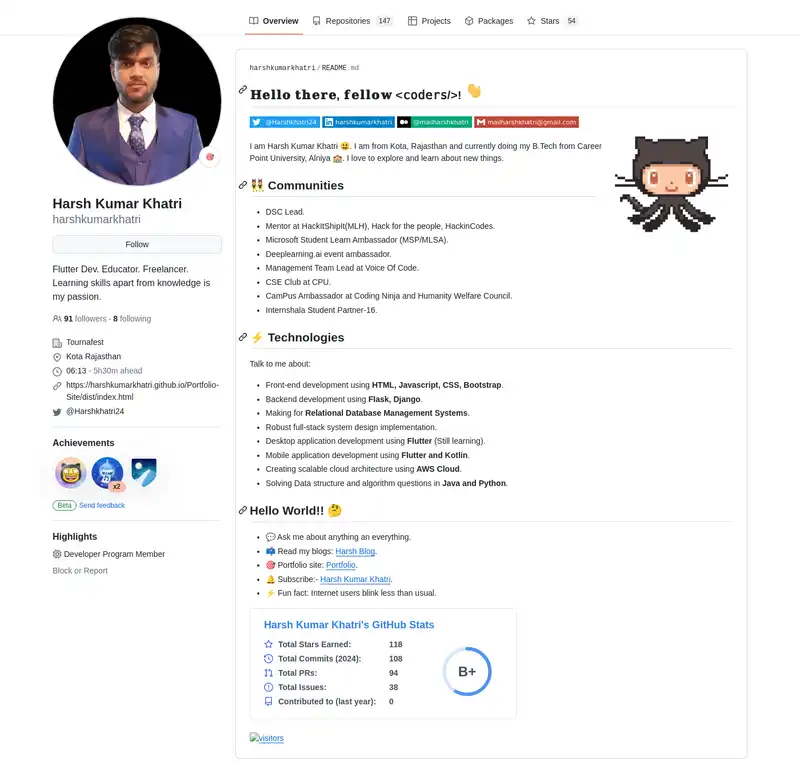 Overview Repositories 147 Projects Packages Stars 54
Harsh Kumar Khatri
harshkumarkhatri
Follow
Flutter Dev. Educator. Freelancer.
Learning skills apart from knowledge is
my passion.
91 followers · 8 following
Tournafest
Kota Rajasthan
06:13 - 5h30m ahead
https://harshkumarkhatri.github.io/Portfolio-
Site/dist/index.html
@Harshkhatri24
Achievements
x2
Beta Send feedback
Highlights
Developer Program Member
Block or Report
harshkumarkhatri/README.md
Hello there, fellow <coders/>! 👋
@Harshkhatri24 harshkumarkhatri @mailharshkhatri mailharshkhatri@gmail.com
I am Harsh Kumar Khatri 😃. I am from Kota, Rajasthan and currently doing my B.Tech from Career
Point University, Alniya 🏫. I love to explore and learn about new things.
👯 Communities
• DSC Lead.
• Mentor at HackItShipIt(MLH), Hack for the people, HackinCodes.
• Microsoft Student Learn Ambassador (MSP/MLSA).
• Deeplearning.ai event ambassador.
• Management Team Lead at Voice Of Code.
• CSE Club at CPU.
• CamPus Ambassador at Coding Ninja and Humanity Welfare Council.
• Internshala Student Partner-16.
⚡ Technologies
Talk to me about:
• Front-end development using HTML, Javascript, CSS, Bootstrap.
• Backend development using Flask, Django.
• Making for Relational Database Management Systems.
• Robust full-stack system design implementation.
• Desktop application development using Flutter (Still learning).
• Mobile application development using Flutter and Kotlin.
• Creating scalable cloud architecture using AWS Cloud.
• Solving Data structure and algorithm questions in Java and Python.
Hello World!! 🤔
• 💬 Ask me about anything an everything.
• 📫 Read my blogs: Harsh Blog.
• 🎯 Portfolio site: Portfolio.
• 🔔 Subscribe:- Harsh Kumar Khatri.
• ⚡ Fun fact: Internet users blink less than usual.
Harsh Kumar Khatri's GitHub Stats
Total Stars Earned: 118
Total Commits (2024): 108
Total PRs: 94
Total Issues: 38
Contributed to (last year): 0
B+
visitors